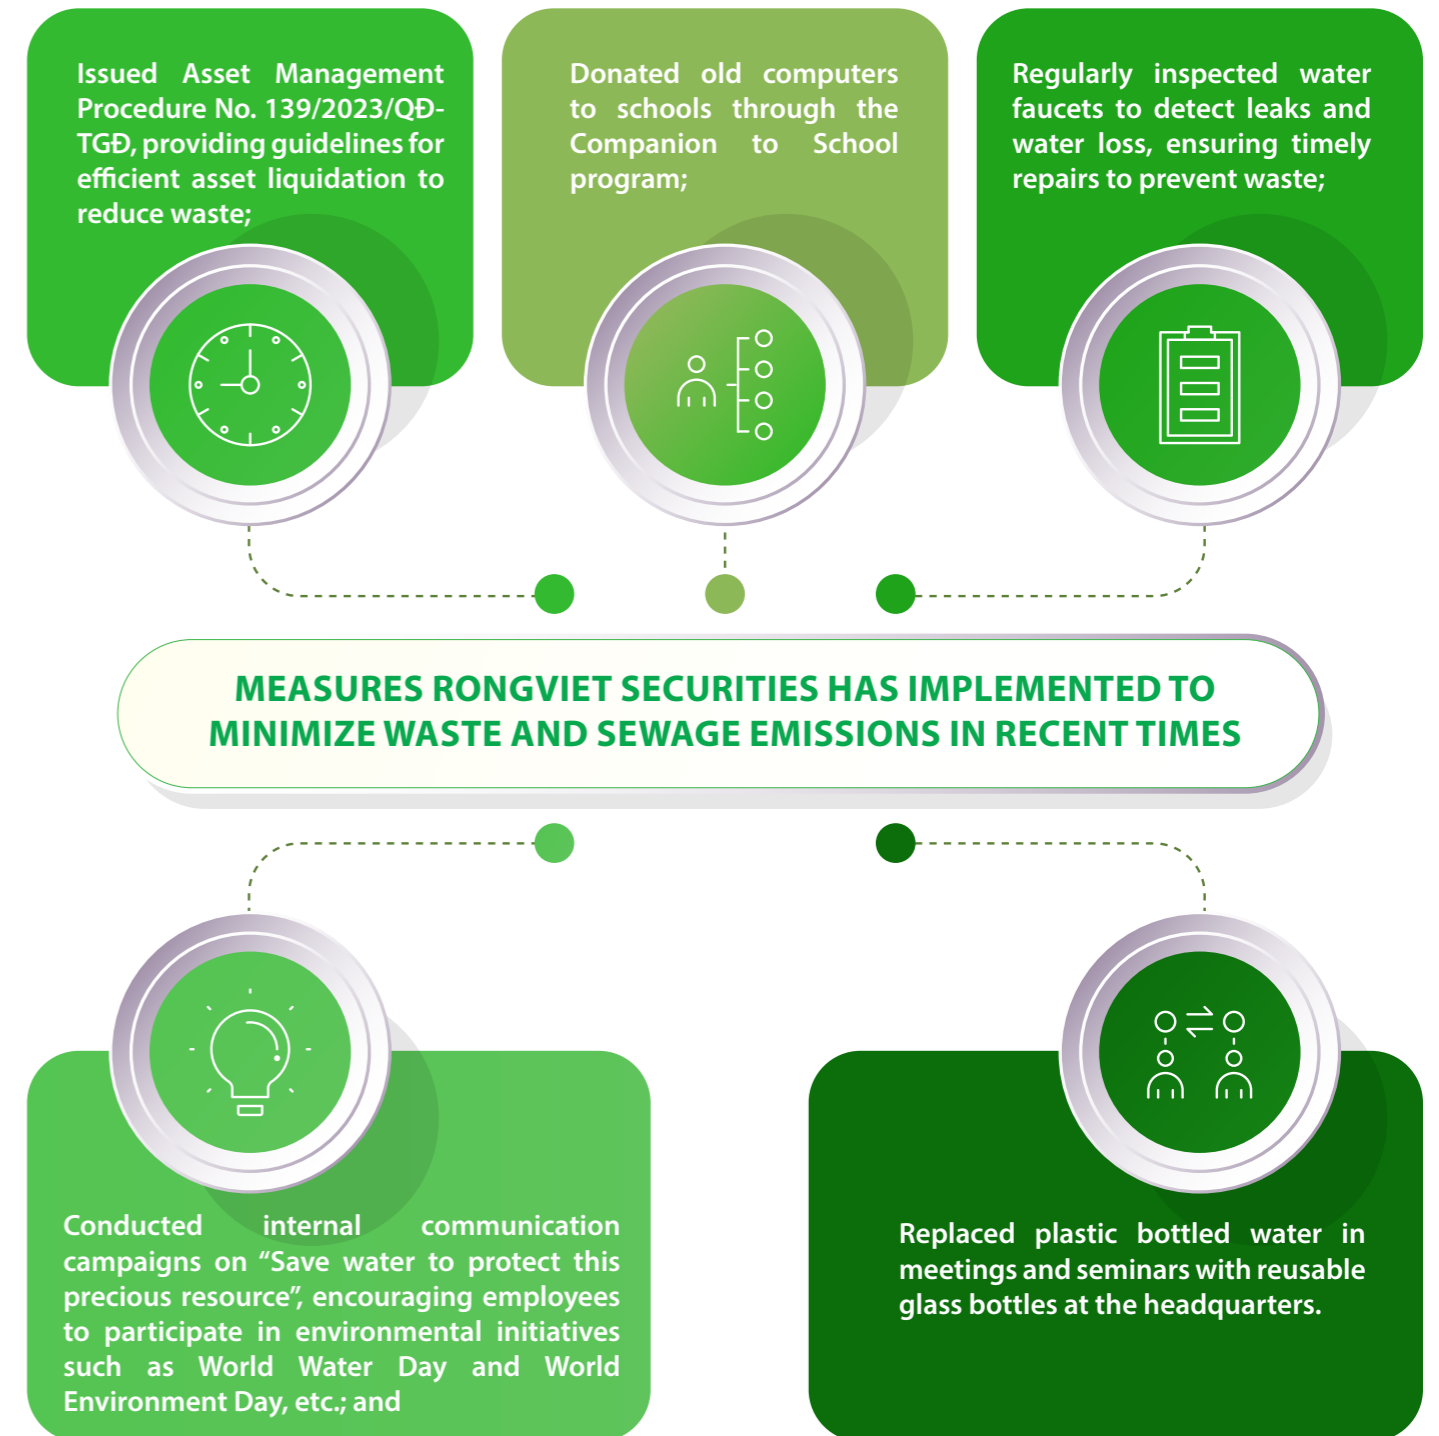 Issued Asset Management
Procedure No. 139/2023/QĐ-
TGĐ, providing guidelines for
efficient asset liquidation to
reduce waste;
Donated old computers
to schools through the
Companion to School
program;
Regularly inspected water
faucets to detect leaks and
water loss, ensuring timely
repairs to prevent waste;
MEASURES RONGVIET SECURITIES HAS IMPLEMENTED TO
MINIMIZE WASTE AND SEWAGE EMISSIONS IN RECENT TIMES
Conducted internal communication
campaigns on “Save water to protect this
precious resource”, encouraging employees
to participate in environmental initiatives
such as World Water Day and World
Environment Day, etc.; and
Replaced plastic bottled water in
meetings and seminars with reusable
glass bottles at the headquarters.